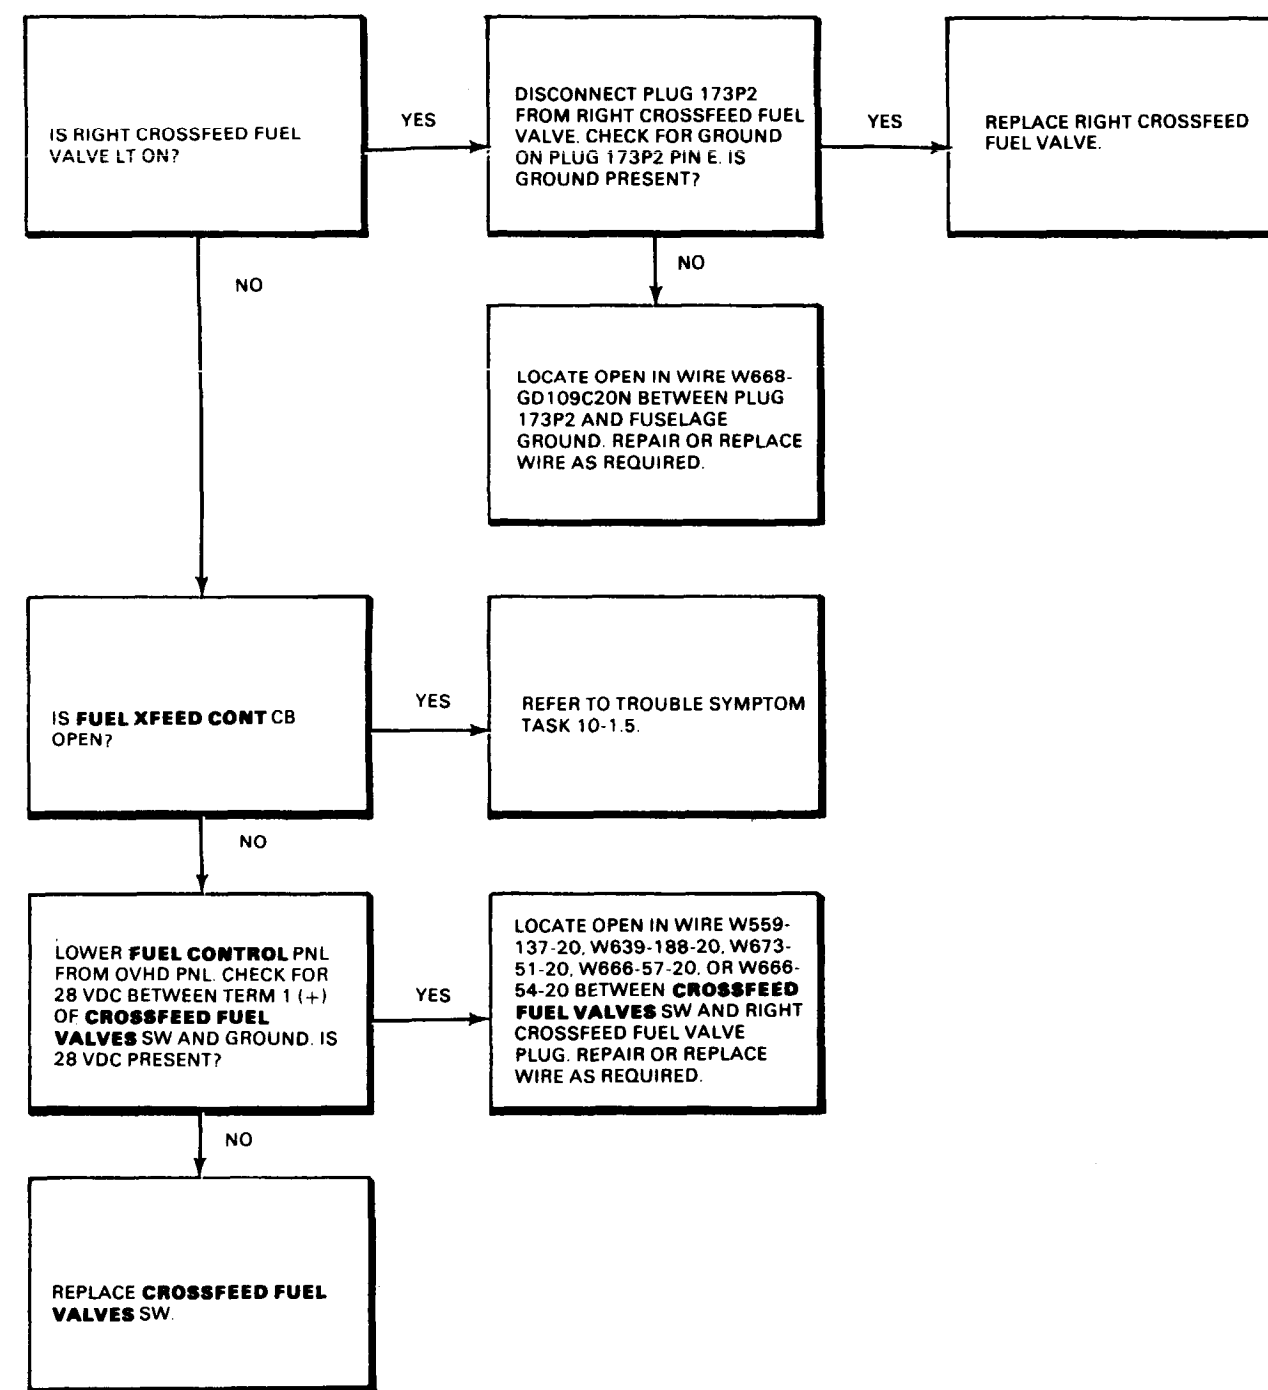 IS RIGHT CROSSFEED FUEL
VALVE LT ON?
YES
DISCONNECT PLUG 173P2
FROM RIGHT CROSSFEED FUEL
VALVE. CHECK FOR GROUND
ON PLUG 173P2 PIN E. IS
GROUND PRESENT?
YES
REPLACE RIGHT CROSSFEED
FUEL VALVE.
NO
NO
LOCATE OPEN IN WIRE W668-
GD109C20N BETWEEN PLUG
173P2 AND FUSELAGE
GROUND. REPAIR OR REPLACE
WIRE AS REQUIRED.
IS FUEL XFEED CONT CB
OPEN?
YES
REFER TO TROUBLE SYMPTOM
TASK 10-1.5.
NO
LOWER FUEL CONTROL PNL
FROM OVHD PNL. CHECK FOR
28 VDC BETWEEN TERM 1 (+)
OF CROSSFEED FUEL
VALVES SW AND GROUND. IS
28 VDC PRESENT?
YES
LOCATE OPEN IN WIRE W559-
137-20, W639-188-20, W673-
51-20, W666-57-20, OR W666-
54-20 BETWEEN CROSSFEED
FUEL VALVES SW AND RIGHT
CROSSFEED FUEL VALVE
PLUG. REPAIR OR REPLACE
WIRE AS REQUIRED.
NO
REPLACE CROSSFEED FUEL
VALVES SW.